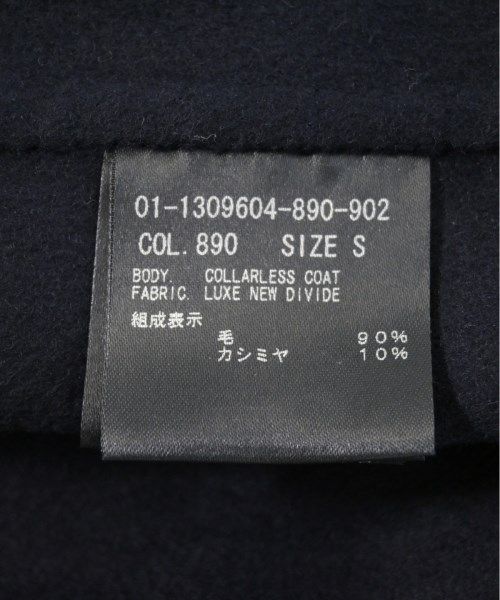 01-1309604-890-902
COL.890 SIZE S
BODY. COLLARLESS COAT
FABRIC. LUXE NEW DIVIDE
組成表示
毛 90%
カシミヤ 10%